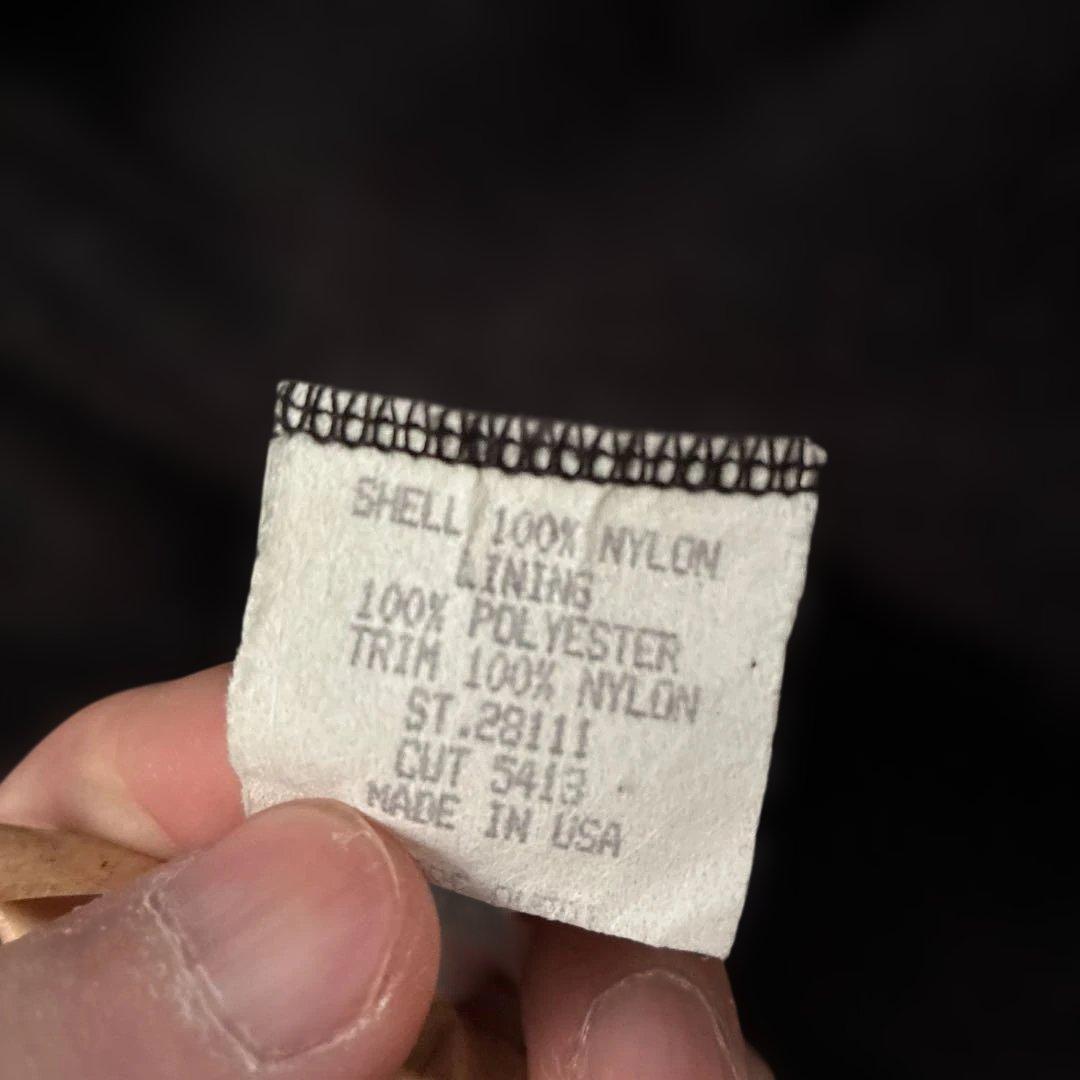 SHELL 100% NYLON
LINING
100% POLYESTER
TRIM 100% NYLON
ST.28111
CUT 5413
MADE IN USA